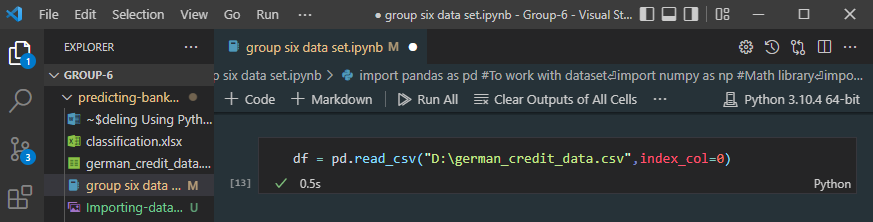 File Edit Selection View Go Run ··· ● group six data set.ipynb - Group-6 - Visual St...
EXPLORER ···
group six data set.ipynb M ●
GROUP-6
p six data set.ipynb > import pandas as pd #To work with dataset⏎import numpy as np #Math library⏎impo...
predicting-bank...
+ Code + Markdown Run All Clear Outputs of All Cells ··· Python 3.10.4 64-bit
~$deling Using Pyth...
classification.xlsx
german_credit_data....
group six data ... M
Importing-data... U
df = pd.read_csv("D:\german_credit_data.csv",index_col=0)
[13] ✓ 0.5s Python
1
3